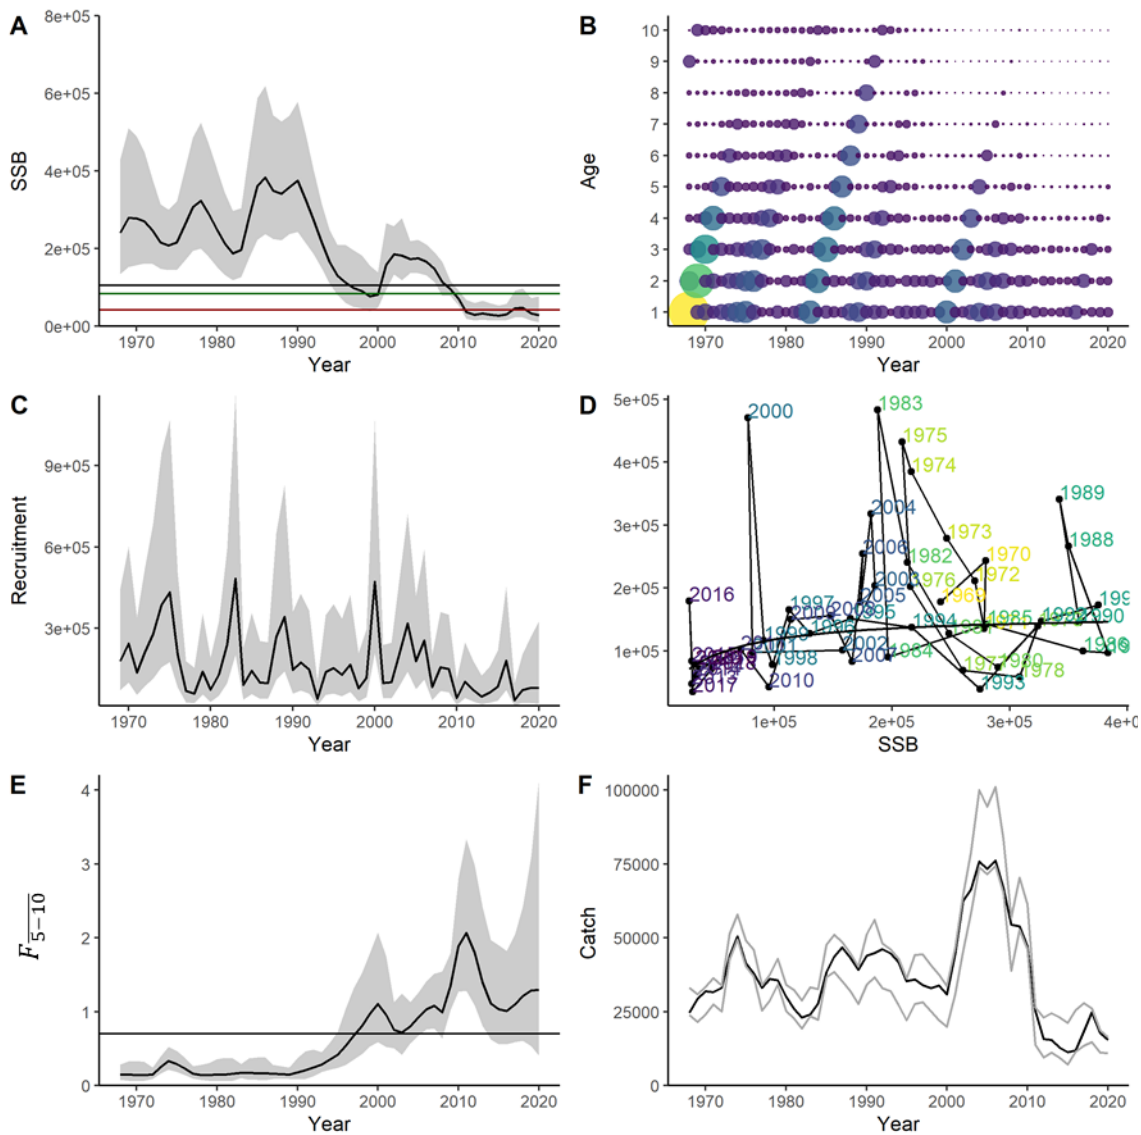 A
8e+05
6e+05
4e+05
2e+05
0e+00
SSB
1970 1980 1990 2000 2010 2020
Year
B
10
9
8
7
6
5
4
3
2
1
Age
1970 1980 1990 2000 2010 2020
Year
C
9e+05
6e+05
3e+05
Recruitment
1970 1980 1990 2000 2010 2020
Year
D
5e+05
4e+05
3e+05
2e+05
1e+05
2000
1983
1975
1974
1989
2004
1973
1988
2006
1982
1970
1972
2003
1976
2016
2005
1969
1997
1995
1985
1994
1996
1999
2002
1984
1998
1980
1978
1993
2010
2017
1e+05 2e+05 3e+05 4e+0
SSB
E
4
3
2
1
0
F5−10
1970 1980 1990 2000 2010 2020
Year
F
100000
75000
50000
25000
0
Catch
1970 1980 1990 2000 2010 2020
Year